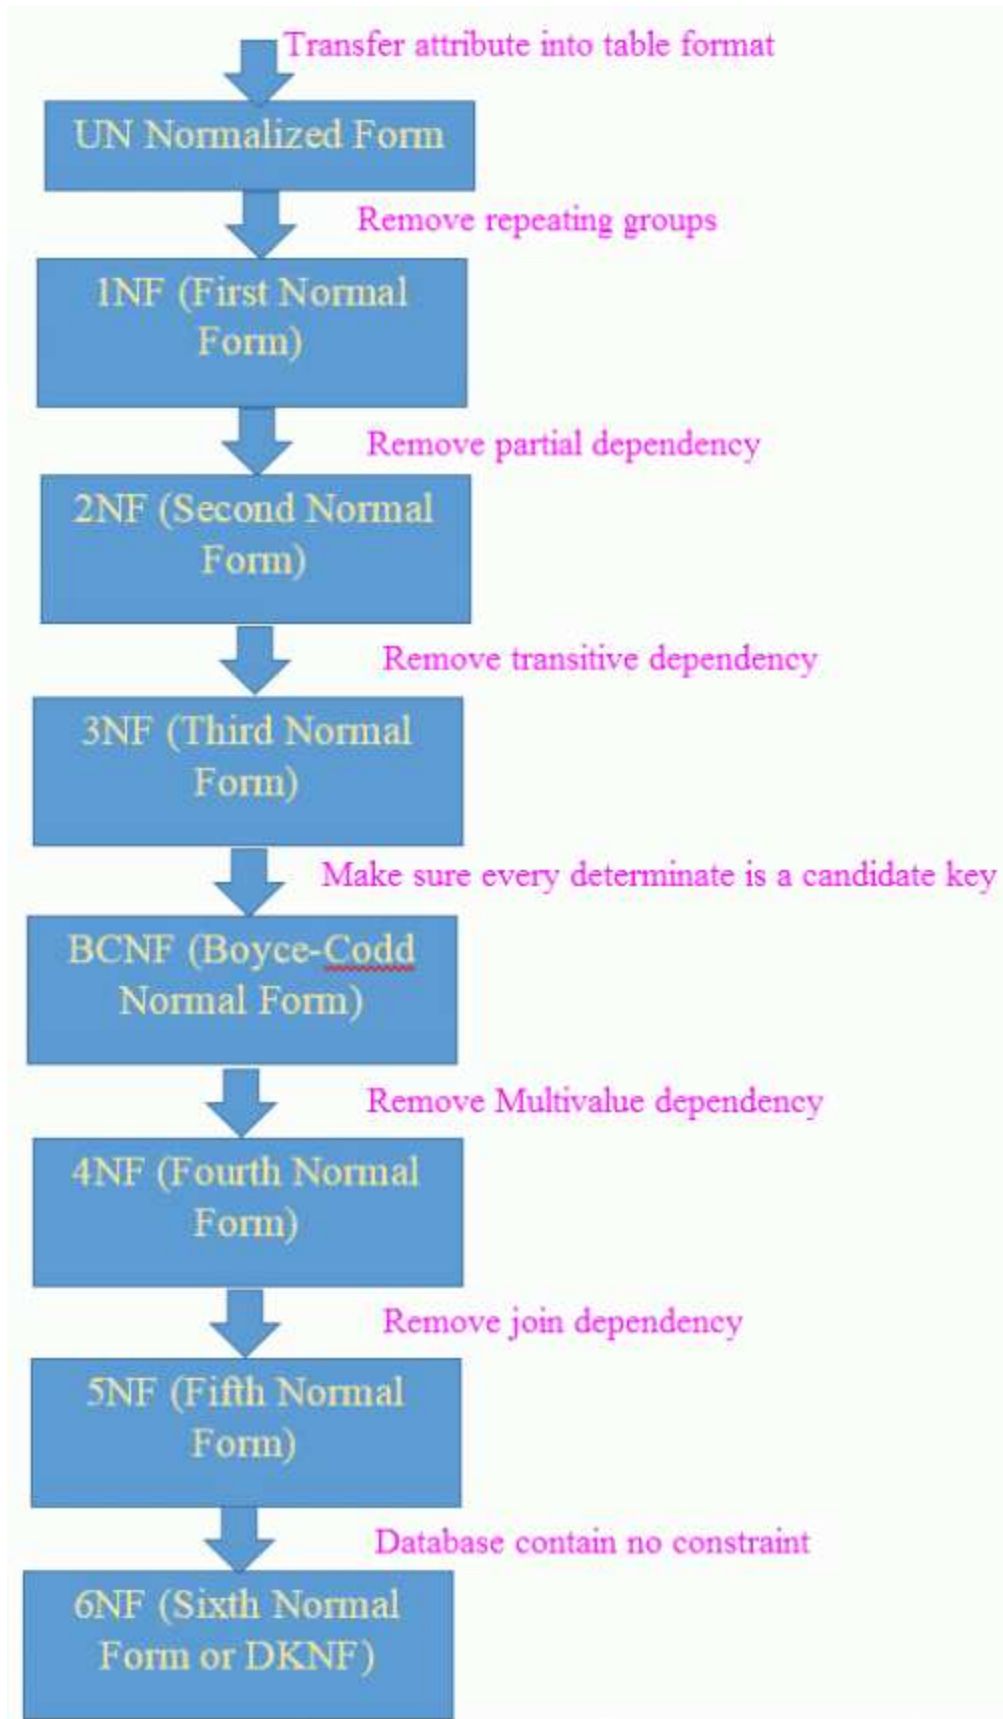 Transfer attribute into table format
UN Normalized Form
Remove repeating groups
1NF (First Normal
Form)
Remove partial dependency
2NF (Second Normal
Form)
Remove transitive dependency
3NF (Third Normal
Form)
Make sure every determinate is a candidate key
BCNF (Boyce-Codd
Normal Form)
Remove Multivalue dependency
4NF (Fourth Normal
Form)
Remove join dependency
5NF (Fifth Normal
Form)
Database contain no constraint
6NF (Sixth Normal
Form or DKNF)